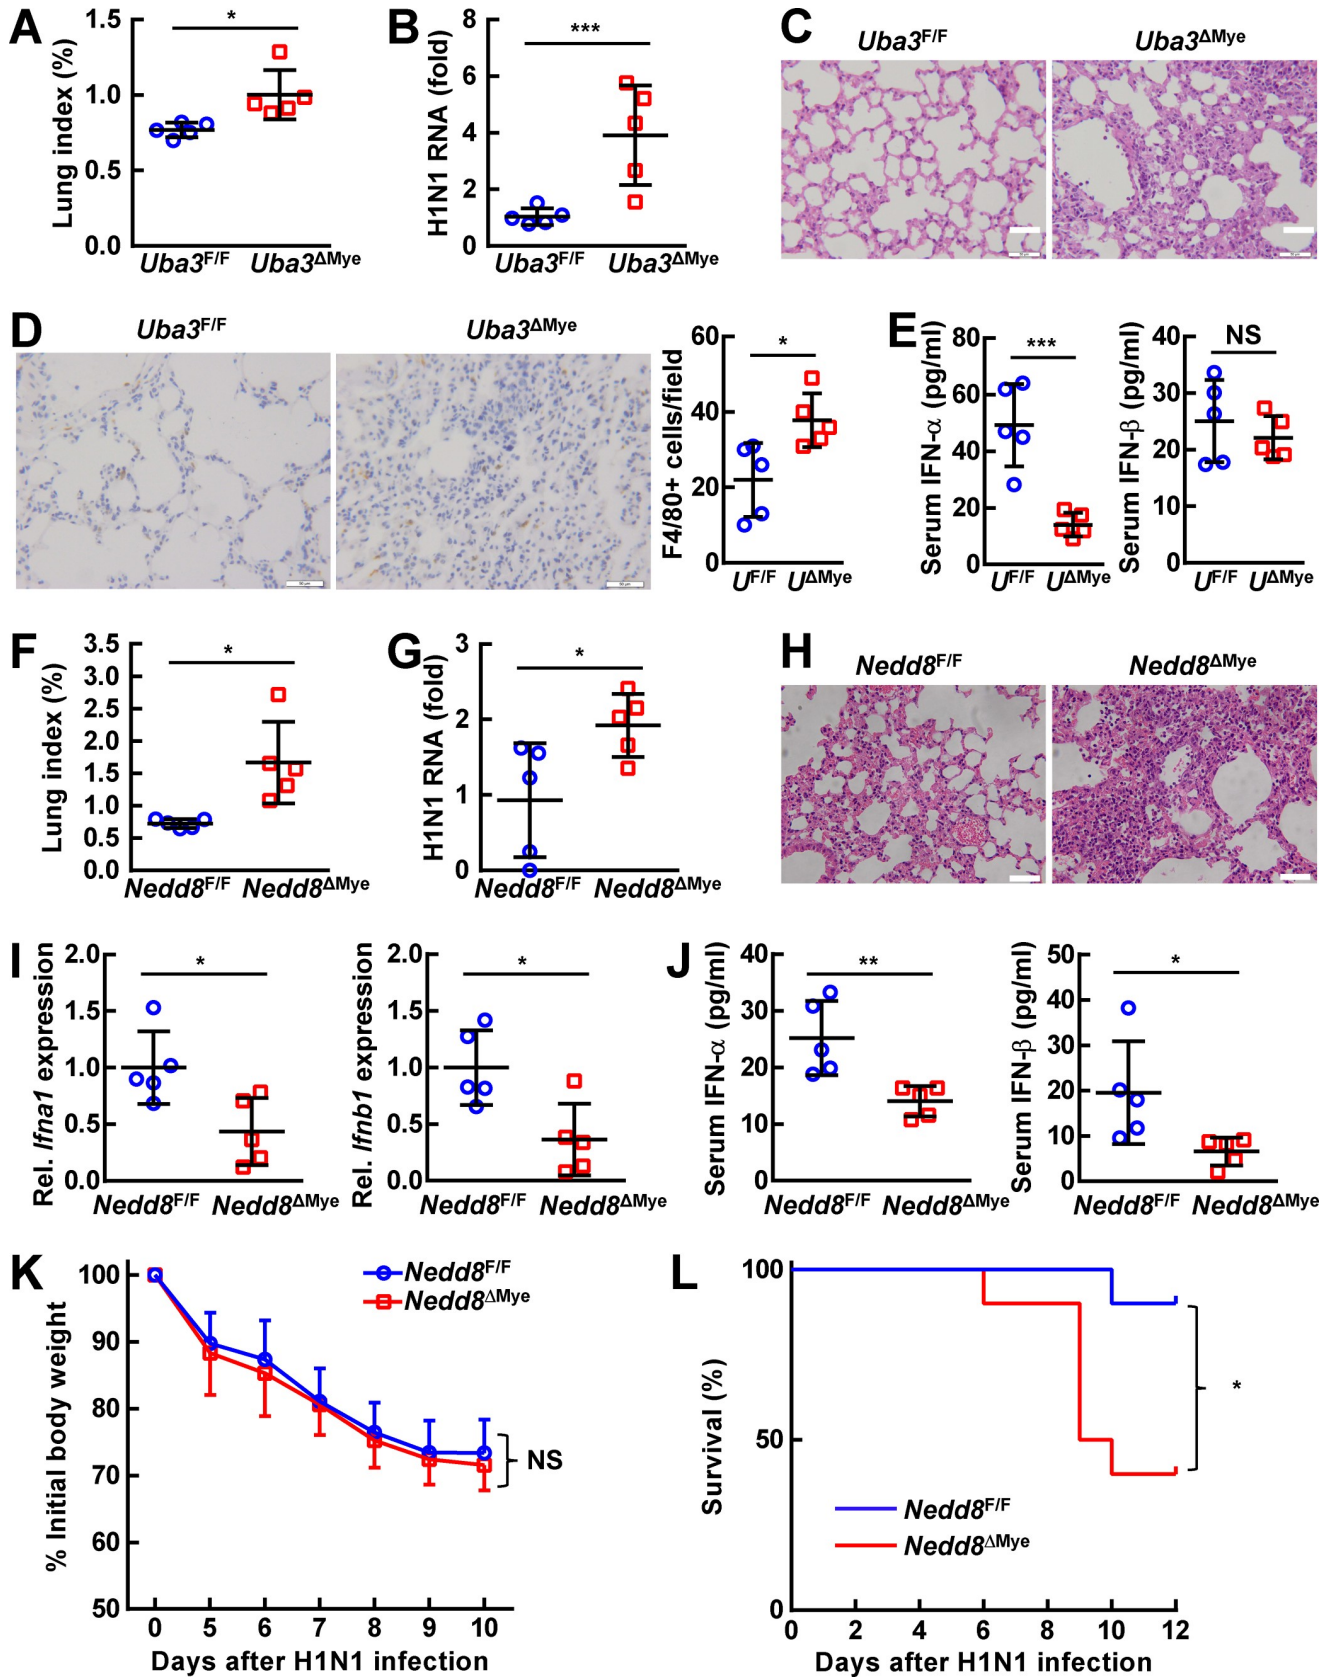 A
Lung index (%)
1.5
1.0
0.5
0.0
*
Uba3F/F
Uba3ΔMye
B
H1N1 RNA (fold)
8
6
4
2
0
***
Uba3F/F
Uba3ΔMye
C
Uba3F/F
Uba3ΔMye
D
Uba3F/F
Uba3ΔMye
F4/80+ cells/field
60
40
20
0
*
UF/F
UΔMye
E
Serum IFN-α (pg/ml)
80
60
40
20
0
***
UF/F
UΔMye
Serum IFN-β (pg/ml)
40
30
20
10
0
NS
UF/F
UΔMye
F
Lung index (%)
3.5
3.0
2.5
2.0
1.5
1.0
0.5
0.0
*
Nedd8F/F
Nedd8ΔMye
G
H1N1 RNA (fold)
3
2
1
0
*
Nedd8F/F
Nedd8ΔMye
H
Nedd8F/F
Nedd8ΔMye
I
Rel. Ifna1 expression
2.0
1.5
1.0
0.5
0.0
*
Nedd8F/F
Nedd8ΔMye
Rel. Ifnb1 expression
2.0
1.5
1.0
0.5
0.0
*
Nedd8F/F
Nedd8ΔMye
J
Serum IFN-α (pg/ml)
40
30
20
10
0
**
Nedd8F/F
Nedd8ΔMye
Serum IFN-β (pg/ml)
50
40
30
20
10
0
*
Nedd8F/F
Nedd8ΔMye
K
% Initial body weight
100
90
80
70
60
50
Nedd8F/F
Nedd8ΔMye
NS
0 5 6 7 8 9 10
Days after H1N1 infection
L
Survival (%)
100
50
0
*
Nedd8F/F
Nedd8ΔMye
0 2 4 6 8 10 12
Days after H1N1 infection